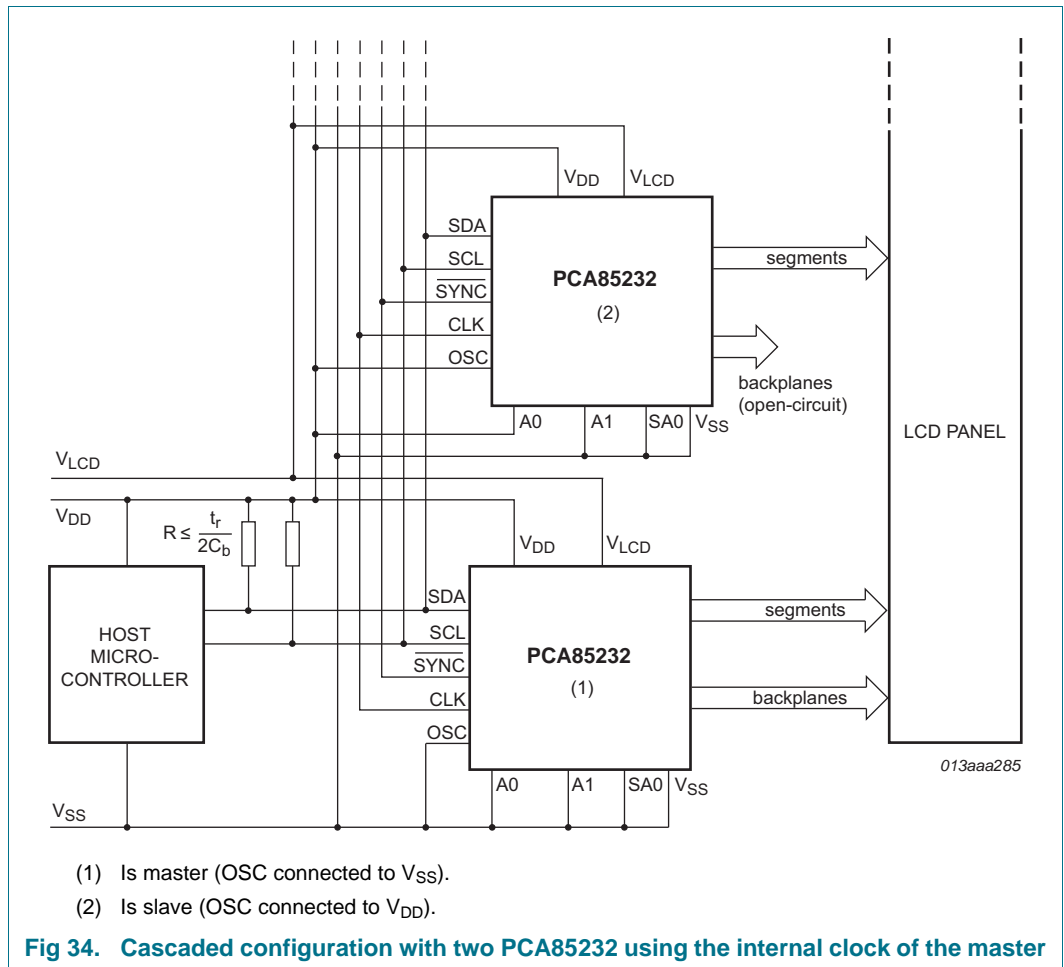 VDD
VLCD
SDA
SCL
SYNC
CLK
OSC
PCA85232
(2)
segments
backplanes
(open-circuit)
A0
A1
SA0
VSS
LCD PANEL
VLCD
VDD
R ≤ tr/2Cb
VDD
VLCD
HOST
MICRO-
CONTROLLER
SDA
SCL
SYNC
CLK
OSC
PCA85232
(1)
segments
backplanes
A0
A1
SA0
VSS
013aaa285
VSS
(1) Is master (OSC connected to VSS).
(2) Is slave (OSC connected to VDD).
Fig 34. Cascaded configuration with two PCA85232 using the internal clock of the master